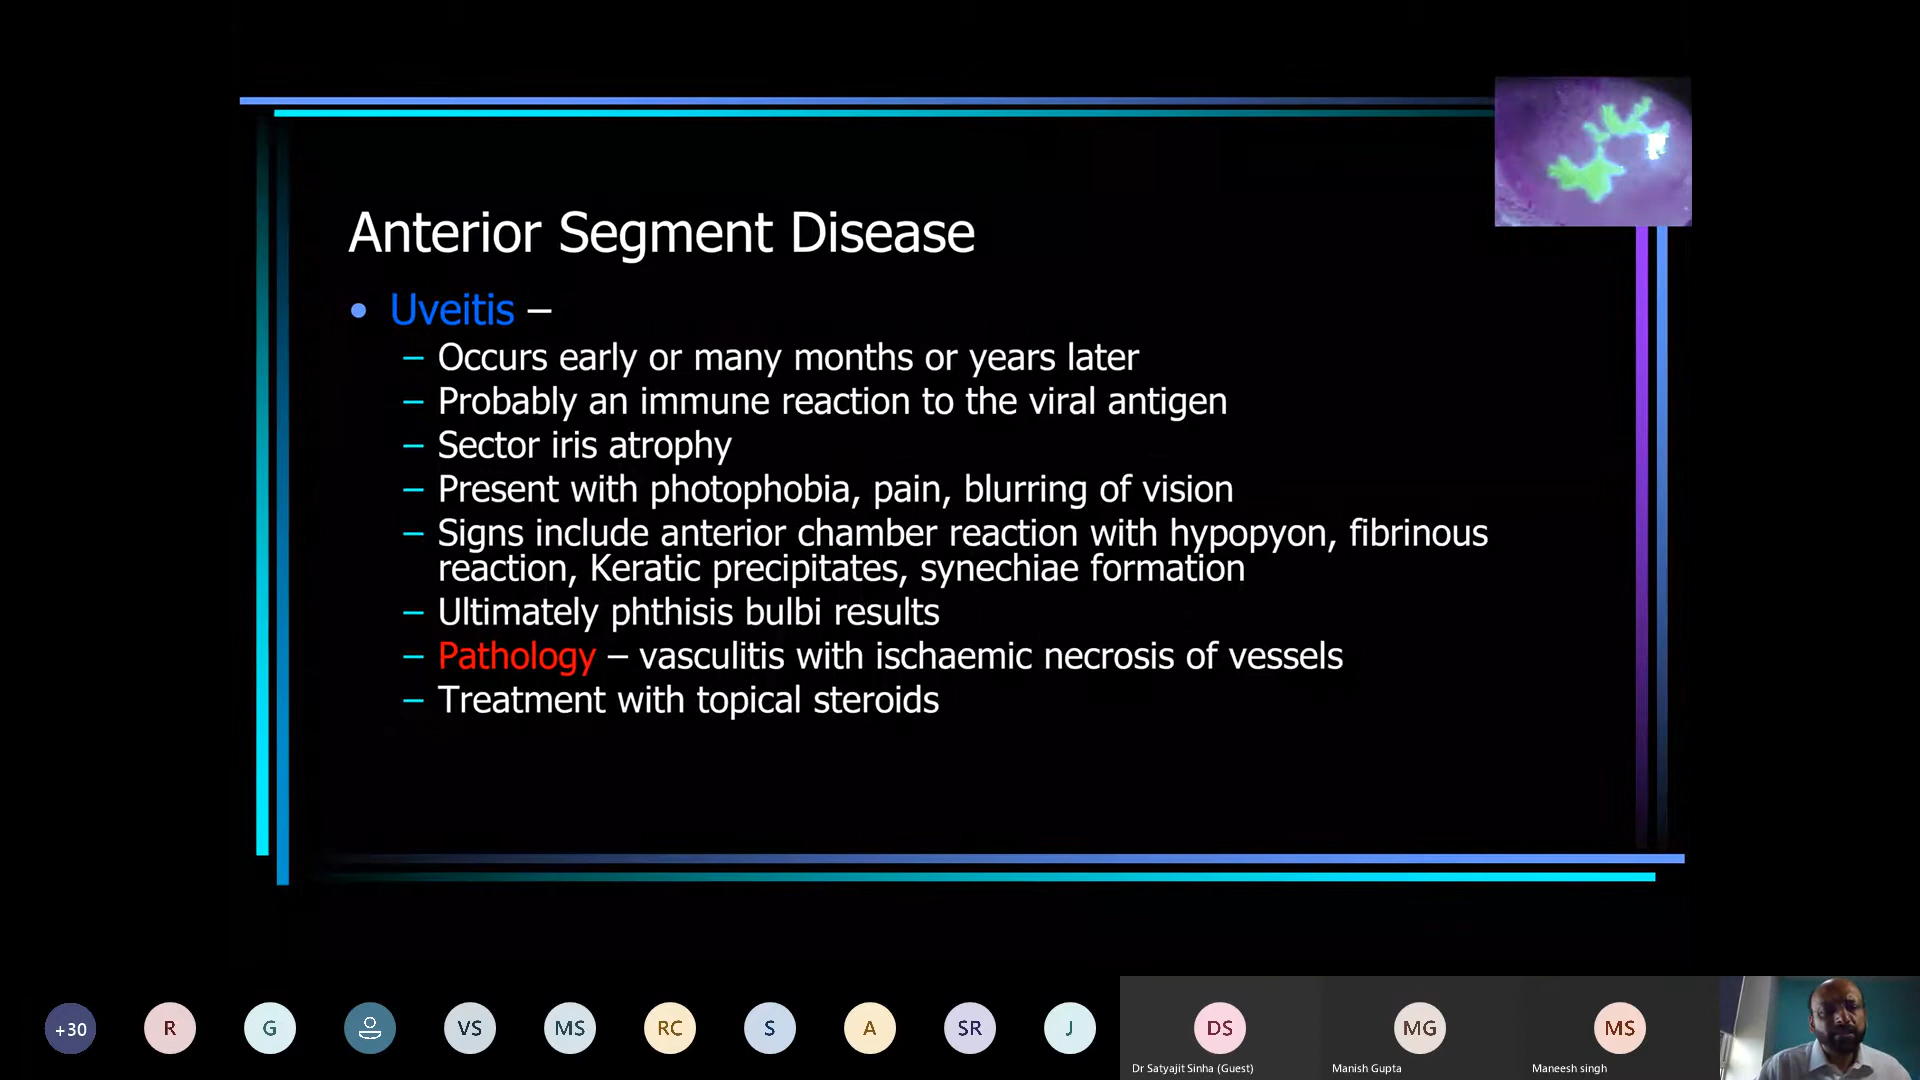 Anterior Segment Disease
• Uveitis –
– Occurs early or many months or years later
– Probably an immune reaction to the viral antigen
– Sector iris atrophy
– Present with photophobia, pain, blurring of vision
– Signs include anterior chamber reaction with hypopyon, fibrinous
reaction, Keratic precipitates, synechiae formation
– Ultimately phthisis bulbi results
– Pathology – vasculitis with ischaemic necrosis of vessels
– Treatment with topical steroids
+30 R G VS MS RC S A SR J DS MG MS
Dr Satyajit Sinha (Guest) Manish Gupta Maneesh singh